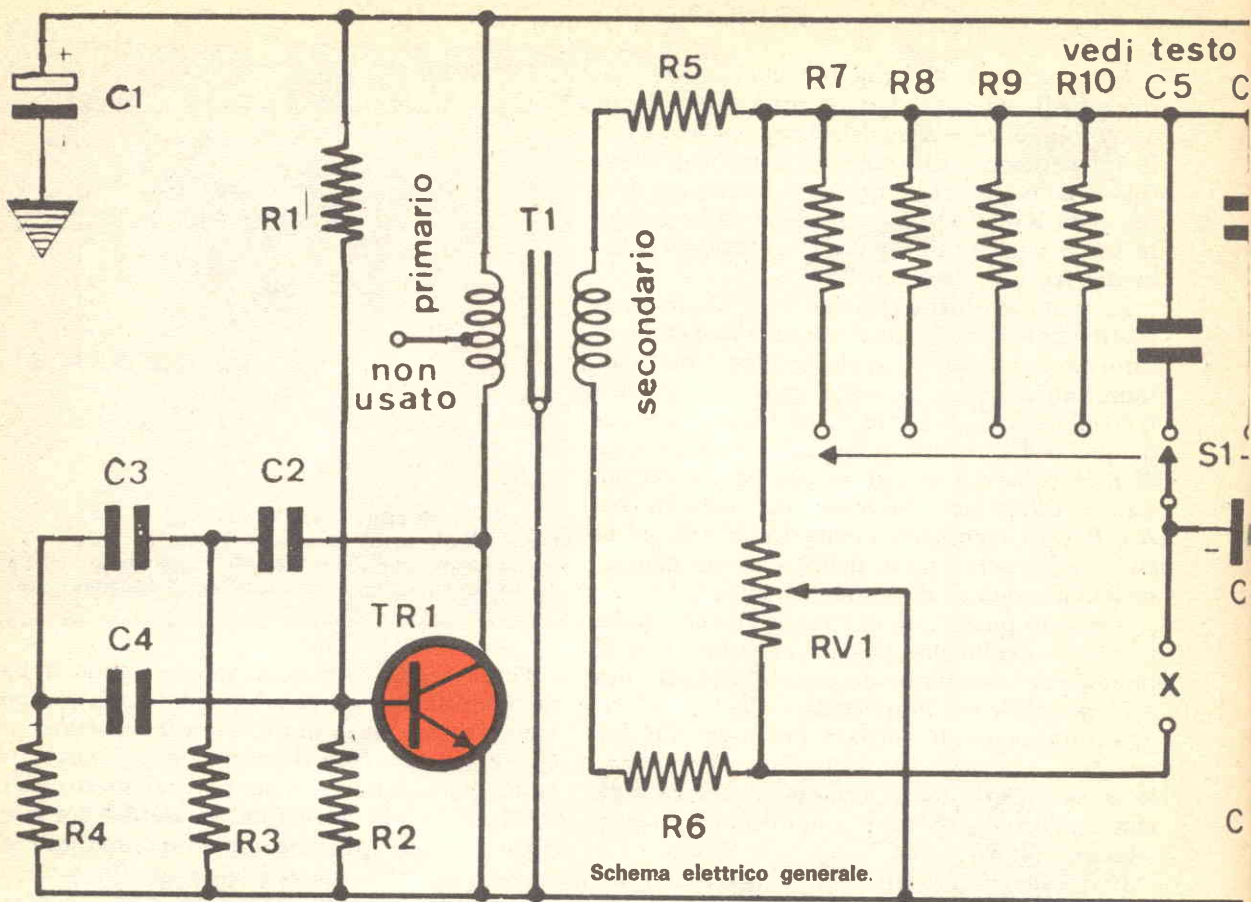 vedi testo
R5
R7
R8
R9
R10
C5
C
+
C1
-
R1
primario
T1
secondario
non
usato
C3
C2
S1-
-
C
C4
TR1
RV1
X
R4
R3
R2
R6
C
Schema elettrico generale.